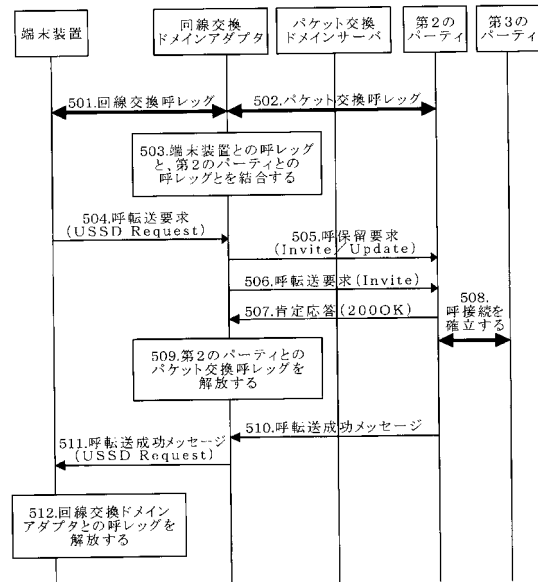 端末装置
回線交換
ドメインアダプタ
パケット交換
ドメインサーバ
第2の
パーティ
第3の
パーティ
501.回線交換呼レッグ
502.パケット交換呼レッグ
503.端末装置との呼レッグ
と、第2のパーティとの
呼レッグとを結合する
504.呼転送要求
(USSD Request)
505.呼保留要求
(Invite/Update)
506.呼転送要求(Invite)
507.肯定応答(200OK)
508.
呼接続を
確立する
509.第2のパーティとの
パケット交換呼レッグを
解放する
510.呼転送成功メッセージ
511.呼転送成功メッセージ
(USSD Request)
512.回線交換ドメイン
アダプタとの呼レッグを
解放する